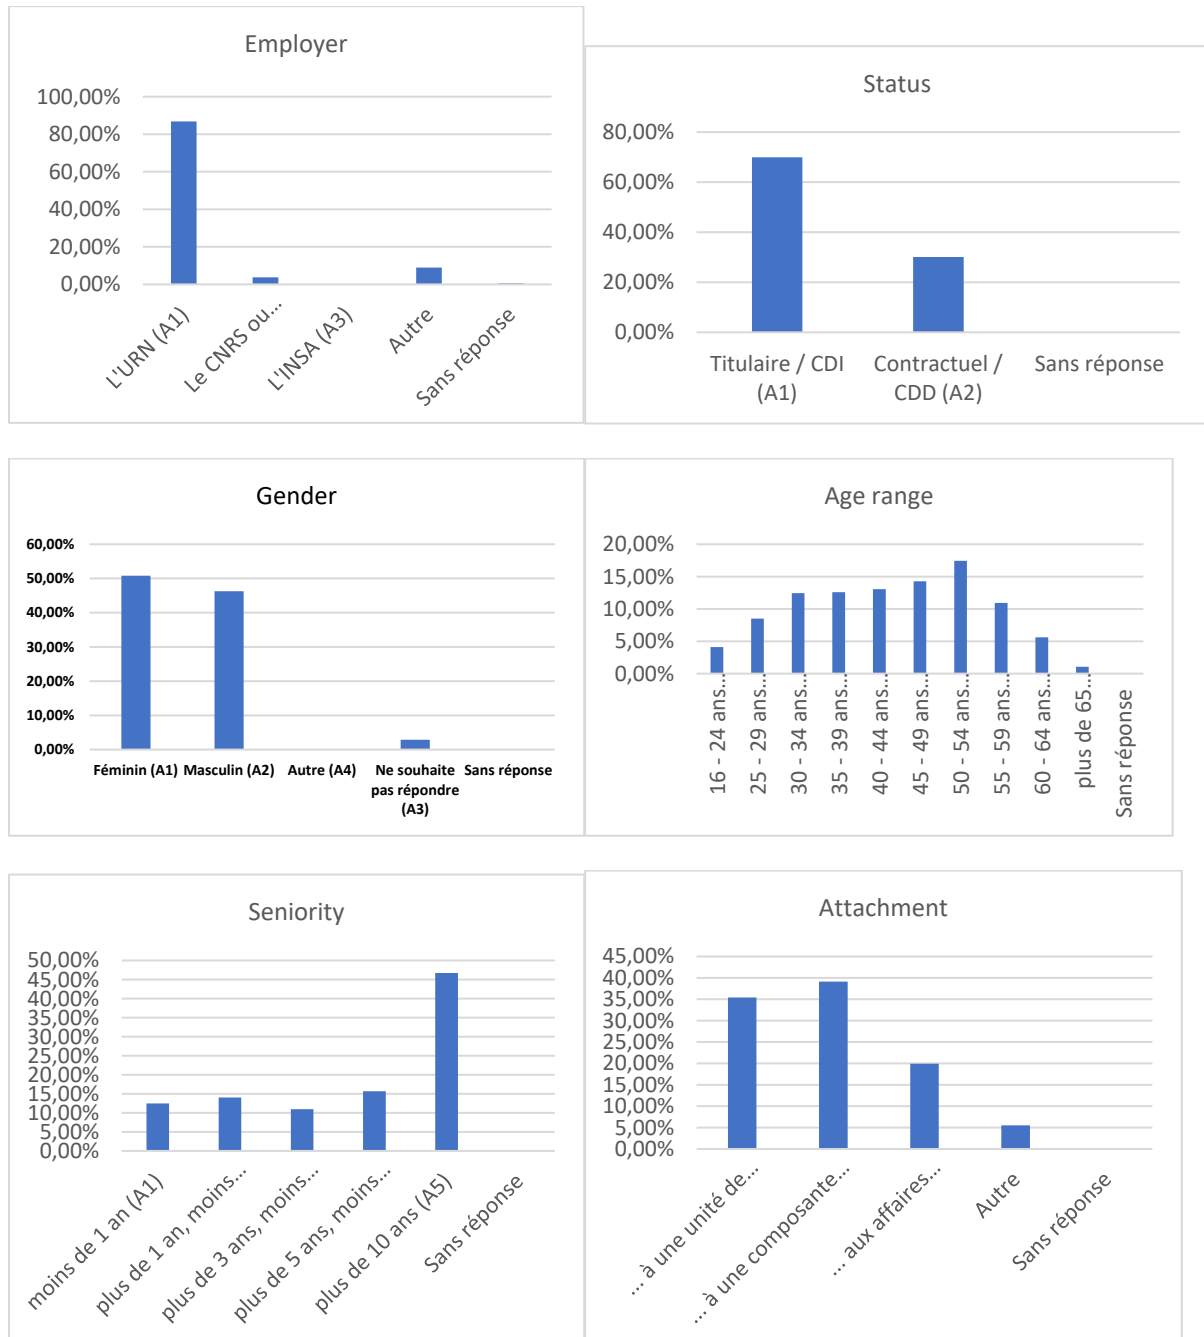 Employer
100,00%
80,00%
60,00%
40,00%
20,00%
0,00%
L'URN (A1)
Le CNRS ou…
L'INSA (A3)
Autre
Sans réponse
Status
80,00%
60,00%
40,00%
20,00%
0,00%
Titulaire / CDI
(A1)
Contractuel /
CDD (A2)
Sans réponse
Gender
60,00%
50,00%
40,00%
30,00%
20,00%
10,00%
0,00%
Féminin (A1)
Masculin (A2)
Autre (A4)
Ne souhaite
pas répondre
(A3)
Sans réponse
Age range
20,00%
15,00%
10,00%
5,00%
0,00%
16 - 24 ans…
25 - 29 ans…
30 - 34 ans…
35 - 39 ans…
40 - 44 ans…
45 - 49 ans…
50 - 54 ans…
55 - 59 ans…
60 - 64 ans…
plus de 65…
Sans réponse
Seniority
50,00%
45,00%
40,00%
35,00%
30,00%
25,00%
20,00%
15,00%
10,00%
5,00%
0,00%
moins de 1 an (A1)
plus de 1 an, moins…
plus de 3 ans, moins…
plus de 5 ans, moins…
plus de 10 ans (A5)
Sans réponse
Attachment
45,00%
40,00%
35,00%
30,00%
25,00%
20,00%
15,00%
10,00%
5,00%
0,00%
… à une unité de…
… à une composante…
… aux affaires…
Autre
Sans réponse